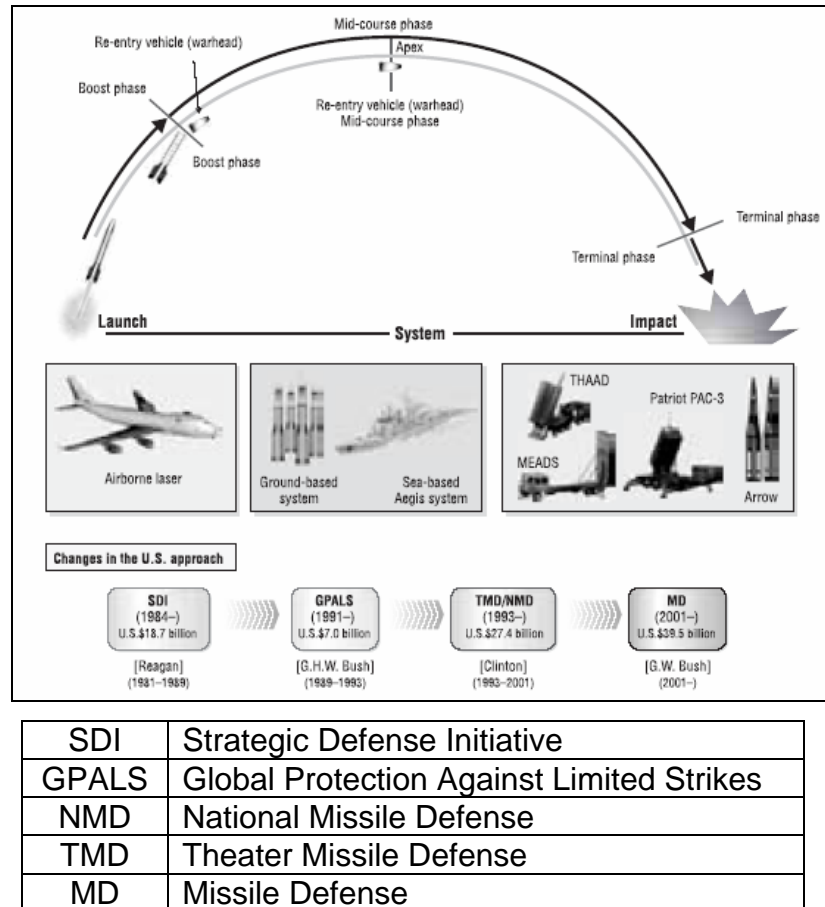 Mid-course phase
Re-entry vehicle (warhead)
Apex
Boost phase
Re-entry vehicle (warhead)
Mid-course phase
Boost phase
Terminal phase
Terminal phase
Launch
System
Impact
Airborne laser
Ground-based
system
Sea-based
Aegis system
THAAD
Patriot PAC-3
MEADS
Arrow
Changes in the U.S. approach
SDI
(1984–)
U.S.$18.7 billion
[Reagan]
(1981–1989)
GPALS
(1991–)
U.S.$7.0 billion
[G.H.W. Bush]
(1989–1993)
TMD/NMD
(1993–)
U.S.$27.4 billion
[Clinton]
(1993–2001)
MD
(2001–)
U.S.$39.5 billion
[G.W. Bush]
(2001–)
SDI Strategic Defense Initiative
GPALS Global Protection Against Limited Strikes
NMD National Missile Defense
TMD Theater Missile Defense
MD Missile Defense